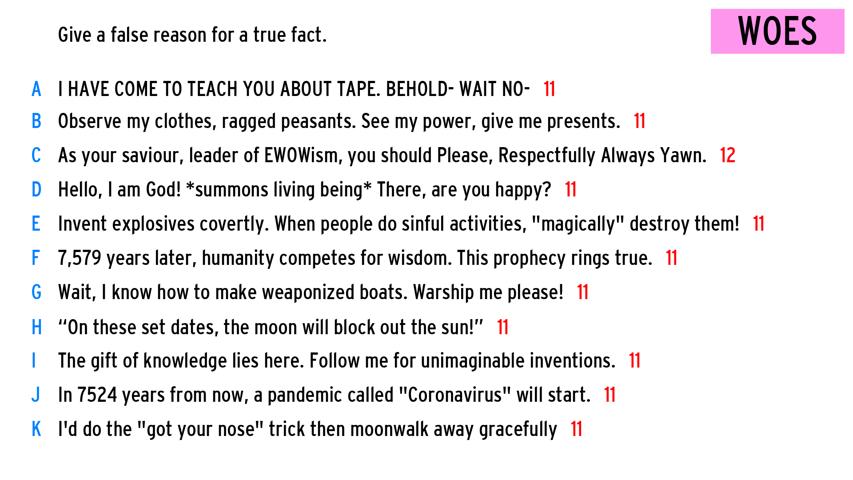 Give a false reason for a true fact.
WOES
A I HAVE COME TO TEACH YOU ABOUT TAPE. BEHOLD- WAIT NO- 11
B Observe my clothes, ragged peasants. See my power, give me presents. 11
C As your saviour, leader of EWOWism, you should Please, Respectfully Always Yawn. 12
D Hello, I am God! *summons living being* There, are you happy? 11
E Invent explosives covertly. When people do sinful activities, "magically" destroy them! 11
F 7,579 years later, humanity competes for wisdom. This prophecy rings true. 11
G Wait, I know how to make weaponized boats. Warship me please! 11
H “On these set dates, the moon will block out the sun!” 11
I The gift of knowledge lies here. Follow me for unimaginable inventions. 11
J In 7524 years from now, a pandemic called "Coronavirus" will start. 11
K I'd do the "got your nose" trick then moonwalk away gracefully 11